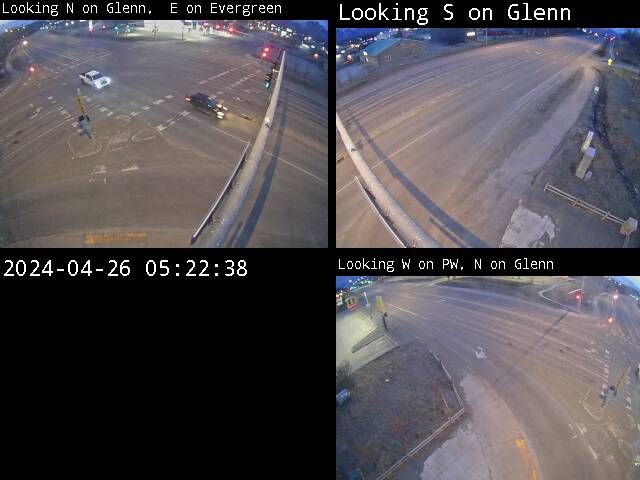 Looking N on Glenn,  E on Evergreen
Looking S on Glenn
2024-04-26 05:22:38
Looking W on PW, N on Glenn